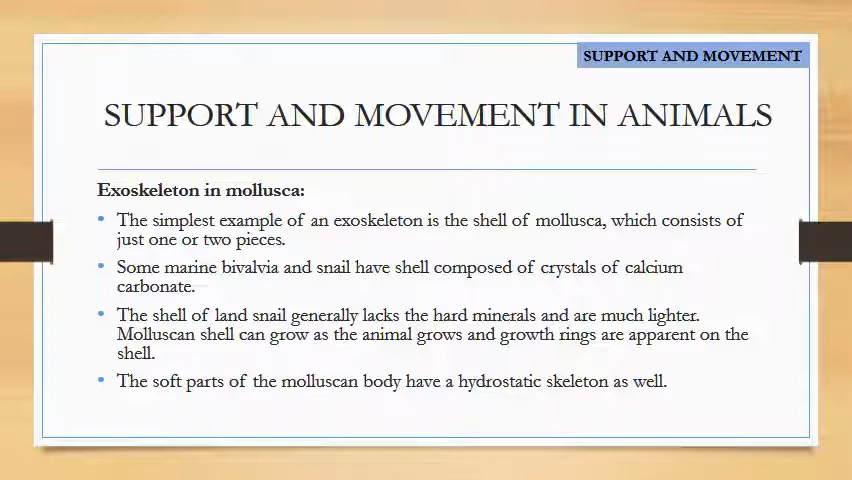 SUPPORT AND MOVEMENT
SUPPORT AND MOVEMENT IN ANIMALS
Exoskeleton in mollusca:
• The simplest example of an exoskeleton is the shell of mollusca, which consists of
just one or two pieces.
• Some marine bivalvia and snail have shell composed of crystals of calcium
carbonate.
• The shell of land snail generally lacks the hard minerals and are much lighter.
Molluscan shell can grow as the animal grows and growth rings are apparent on the
shell.
• The soft parts of the molluscan body have a hydrostatic skeleton as well.